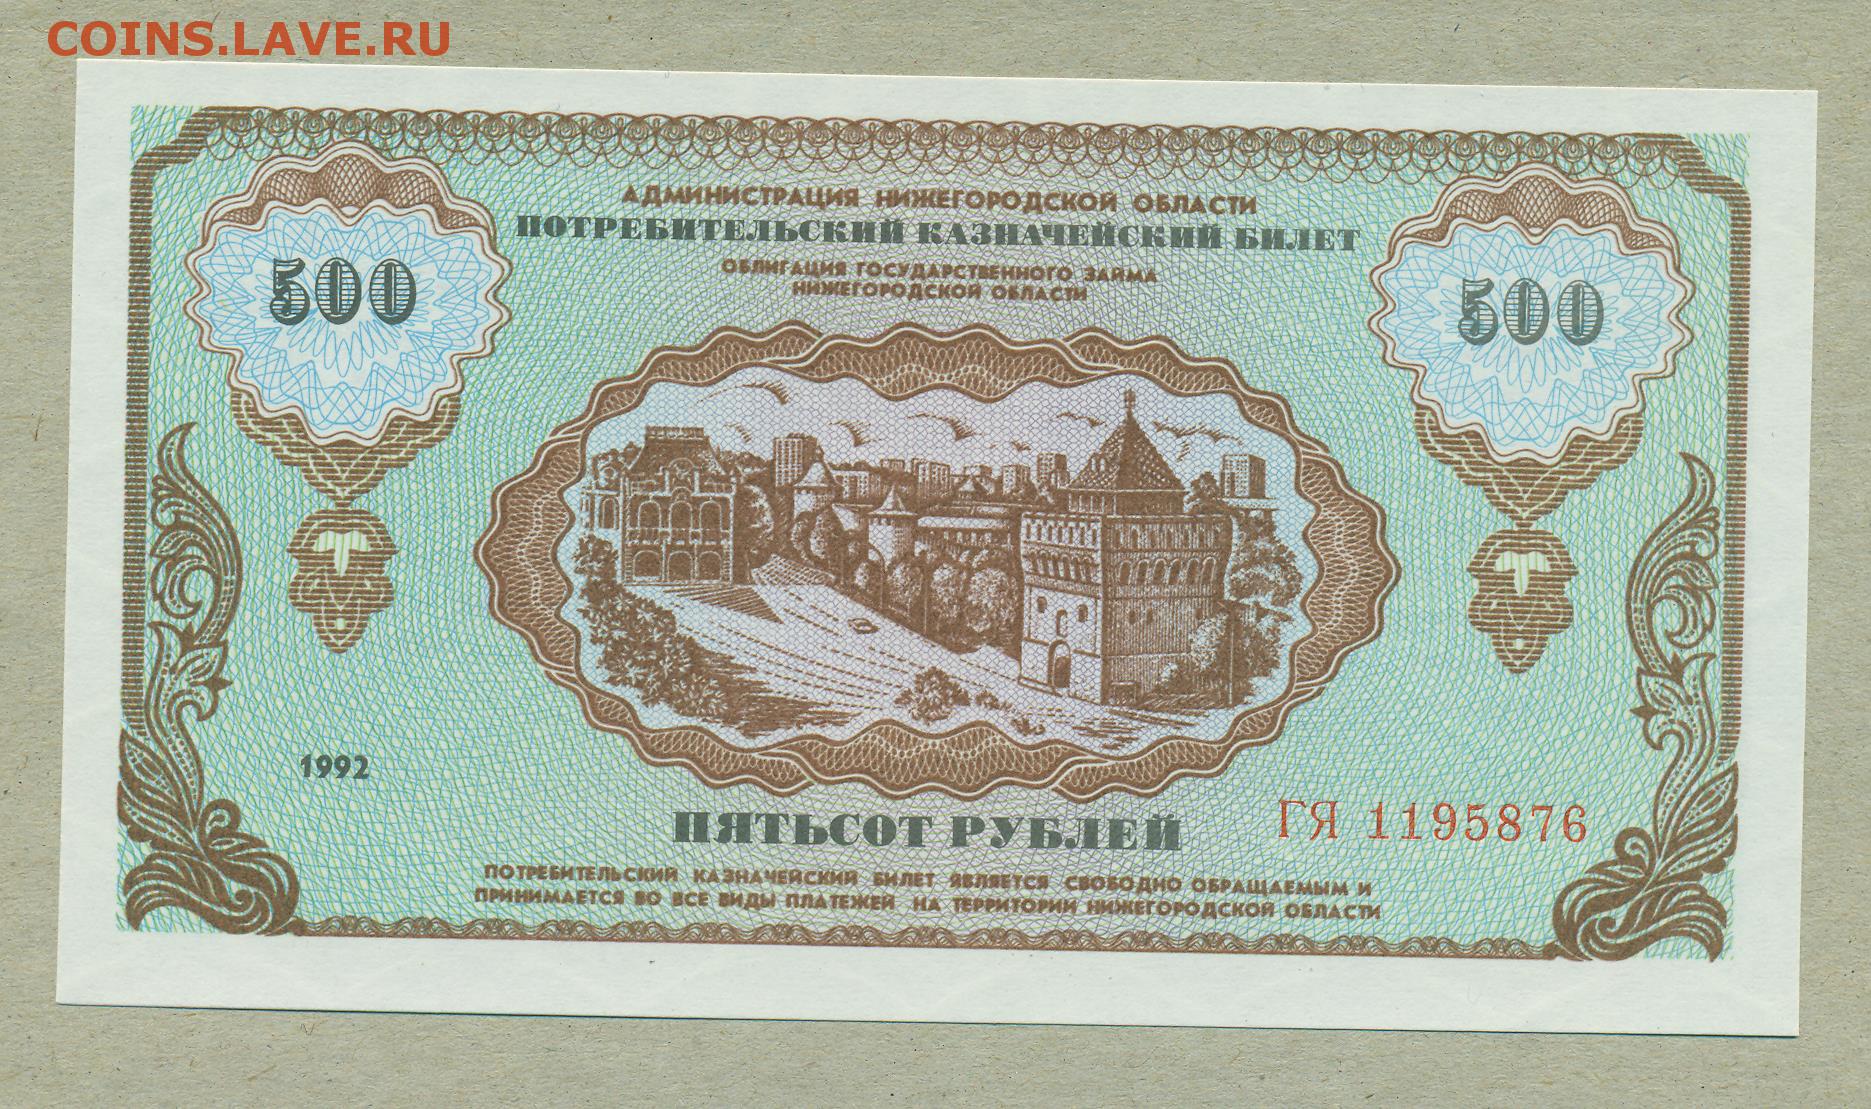 COINS.LAVE.RU
АДМИНИСТРАЦИЯ НИЖЕГОРОДСКОЙ ОБЛАСТИ
ПОТРЕБИТЕЛЬСКИЙ КАЗНАЧЕЙСКИЙ БИЛЕТ
ОБЛИГАЦИЯ ГОСУДАРСТВЕННОГО ЗАЙМА
НИЖЕГОРОДСКОЙ ОБЛАСТИ
500
500
1992
ПЯТЬСОТ РУБЛЕЙ
ГЯ 1195876
ПОТРЕБИТЕЛЬСКИЙ КАЗНАЧЕЙСКИЙ БИЛЕТ ЯВЛЯЕТСЯ СВОБОДНО ОБРАЩАЕМЫМ И
ПРИНИМАЕТСЯ ВО ВСЕ ВИДЫ ПЛАТЕЖЕЙ НА ТЕРРИТОРИИ НИЖЕГОРОДСКОЙ ОБЛАСТИ